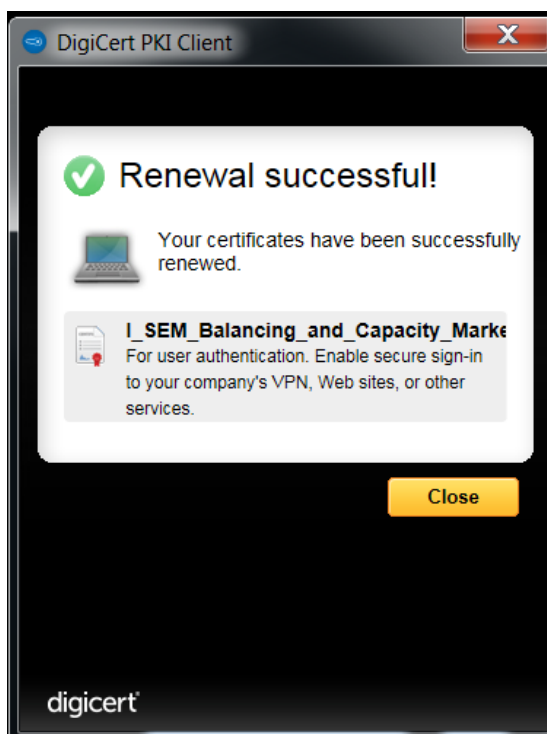 DigiCert PKI Client
Renewal successful!
Your certificates have been successfully
renewed.
I_SEM_Balancing_and_Capacity_Marke
For user authentication. Enable secure sign-in
to your company's VPN, Web sites, or other
services.
Close
digicert